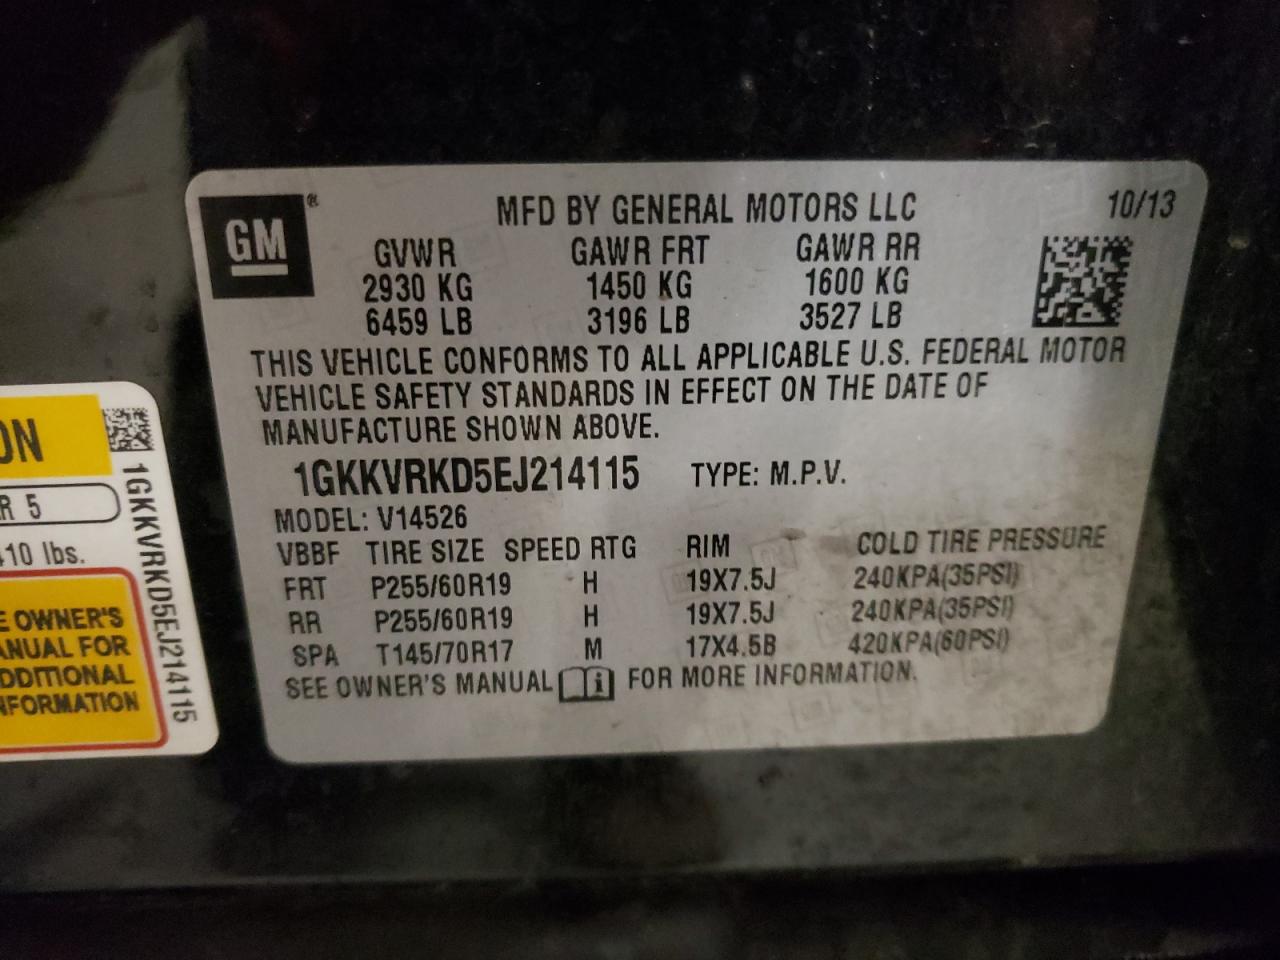 GM®
MFD BY GENERAL MOTORS LLC 10/13
GVWR GAWR FRT GAWR RR
2930 KG 1450 KG 1600 KG
6459 LB 3196 LB 3527 LB
THIS VEHICLE CONFORMS TO ALL APPLICABLE U.S. FEDERAL MOTOR
VEHICLE SAFETY STANDARDS IN EFFECT ON THE DATE OF
MANUFACTURE SHOWN ABOVE.
1GKKVRKD5EJ214115 TYPE: M.P.V.
MODEL: V14526
VBBF TIRE SIZE SPEED RTG RIM COLD TIRE PRESSURE
FRT P255/60R19 H 19X7.5J 240KPA(35PSI)
RR P255/60R19 H 19X7.5J 240KPA(35PSI)
SPA T145/70R17 M 17X4.5B 420KPA(60PSI)
SEE OWNER'S MANUAL FOR MORE INFORMATION.
ON
R 5
10 lbs.
E OWNER'S
ANUAL FOR
DDITIONAL
NFORMATION
1GKKVRKD5EJ214115